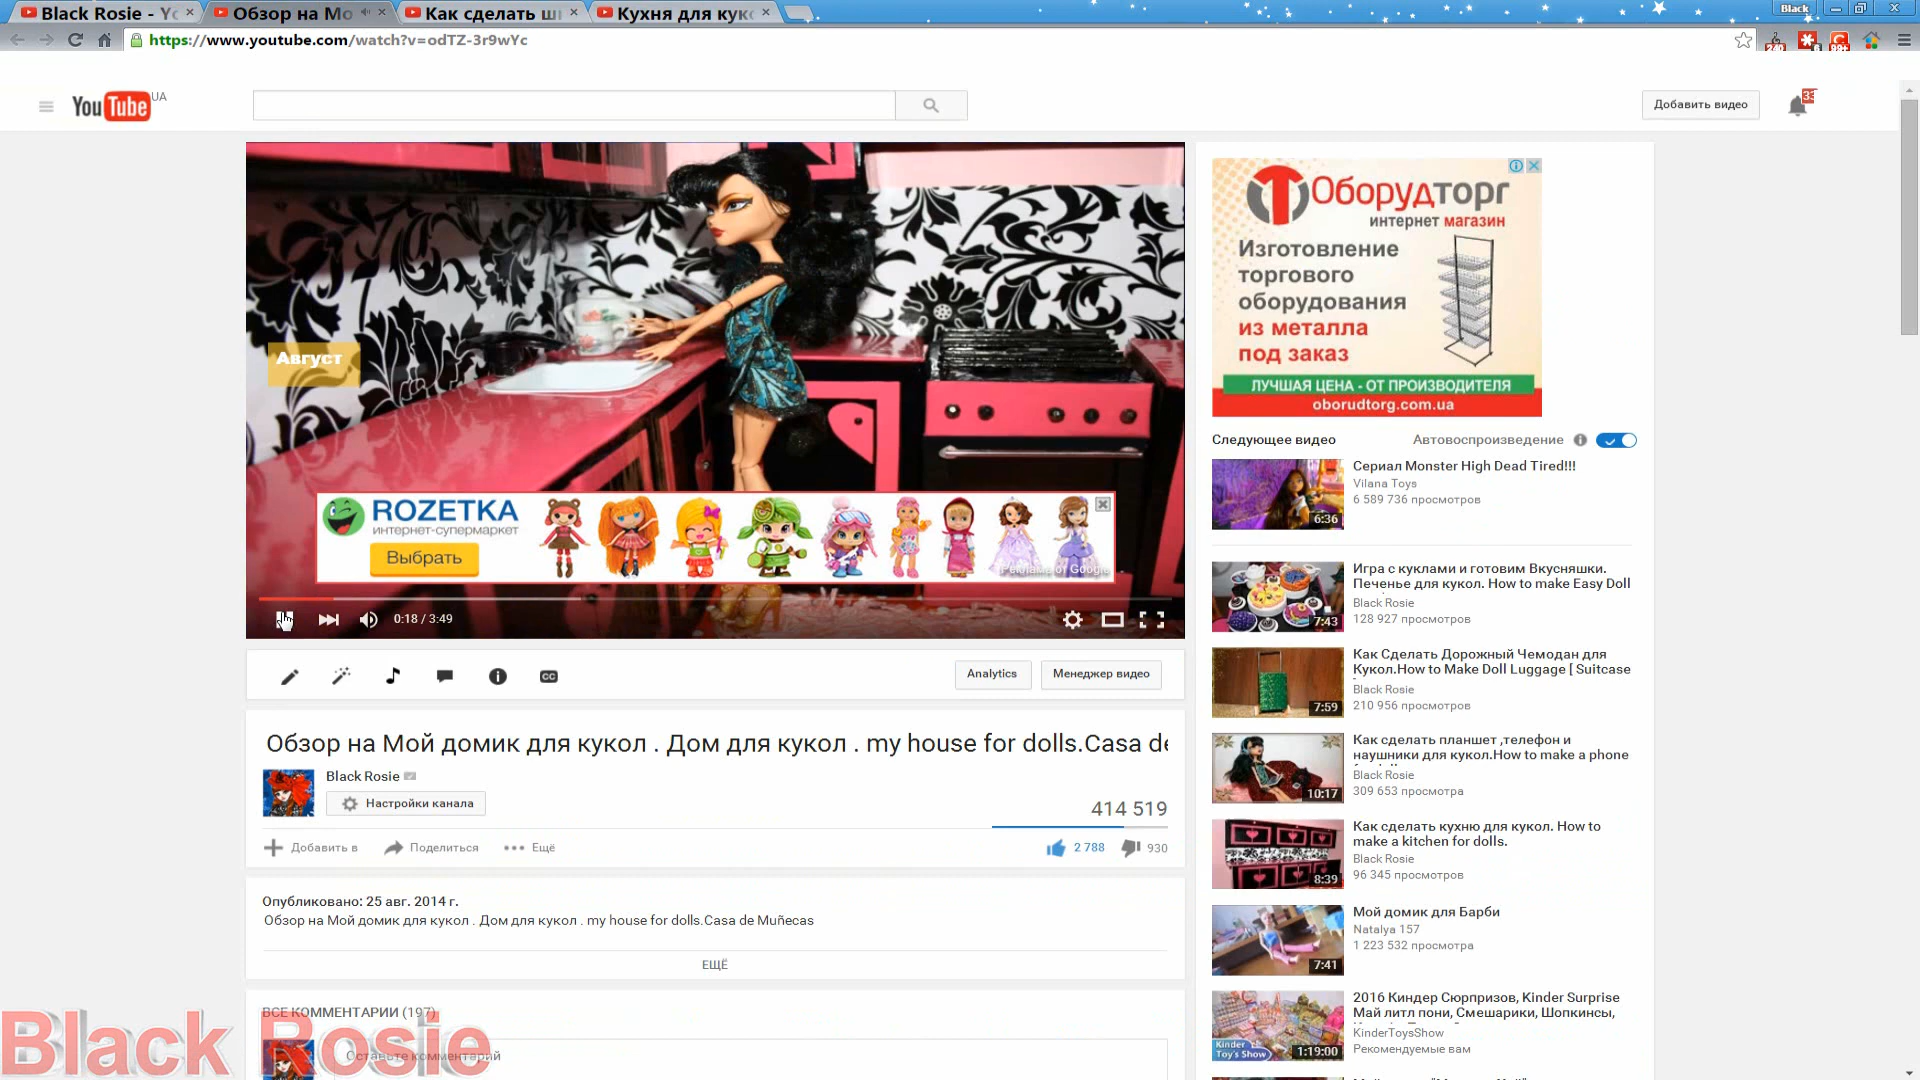 Black Rosie - Yo
Обзор на Мо
Как сделать ш
Кухня для кук
Black
https://www.youtube.com/watch?v=odTZ-3r9wYc
240
6
99+
YouTube UA
Добавить видео
33
Август
ROZETKA
интернет-супермаркет
Выбрать
Реклама от Google
0:18 / 3:49
Analytics
Менеджер видео
Обзор на Мой домик для кукол . Дом для кукол . my house for dolls.Casa de
Black Rosie
Настройки канала
414 519
Добавить в
Поделиться
Ещё
2 788
930
Опубликовано: 25 авг. 2014 г.
Обзор на Мой домик для кукол . Дом для кукол . my house for dolls.Casa de Muñecas
ЕЩЁ
ВСЕ КОММЕНТАРИИ (197)
Оставьте комментарий
Black Rosie
ОборудТорг
интернет магазин
Изготовление
торгового
оборудования
из металла
под заказ
ЛУЧШАЯ ЦЕНА - ОТ ПРОИЗВОДИТЕЛЯ
oborudtorg.com.ua
Следующее видео
Автовоспроизведение
Сериал Monster High Dead Tired!!!
Vilana Toys
6 589 736 просмотров
6:36
Игра с куклами и готовим Вкусняшки.
Печенье для кукол. How to make Easy Doll
Black Rosie
128 927 просмотров
7:43
Как Сделать Дорожный Чемодан для
Кукол.How to Make Doll Luggage [ Suitcase
Black Rosie
210 956 просмотров
7:59
Как сделать планшет ,телефон и
наушники для кукол.How to make a phone
Black Rosie
309 653 просмотра
10:17
Как сделать кухню для кукол. How to
make a kitchen for dolls.
Black Rosie
96 345 просмотров
8:39
Мой домик для Барби
Natalya 157
1 223 532 просмотра
7:41
2016 Киндер Сюрпризов, Kinder Surprise
Май литл пони, Смешарики, Шопкинсы,
KinderToysShow
Рекомендуемые вам
Kinder
Toy's Show
1:19:00